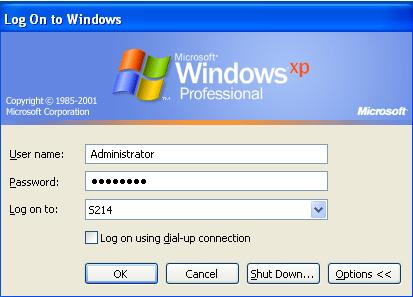 Log On to Windows
Microsoft®
Windows xp
Professional
Copyright © 1985-2001
Microsoft Corporation
Microsoft
User name: Administrator
Password: ●●●●●●●●
Log on to: S214
Log on using dial-up connection
OK Cancel Shut Down... Options <<